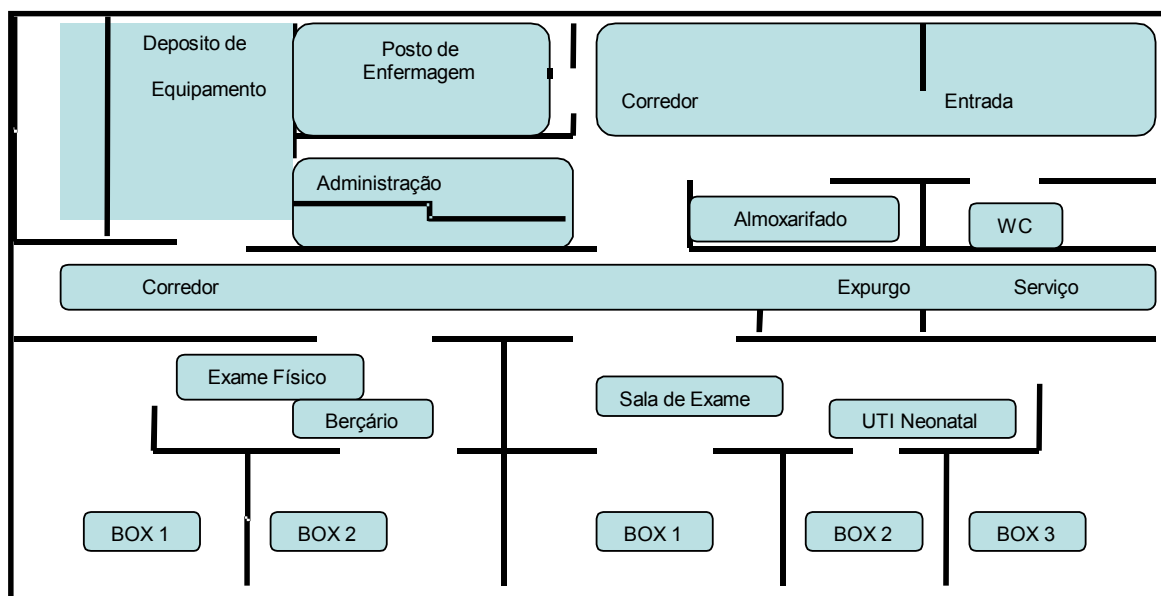 Deposito de
Equipamento
Posto de
Enfermagem
Corredor
Entrada
Administração
Almoxarifado
WC
Corredor
Expurgo
Serviço
Exame Físico
Berçário
Sala de Exame
UTI Neonatal
BOX 1
BOX 2
BOX 1
BOX 2
BOX 3